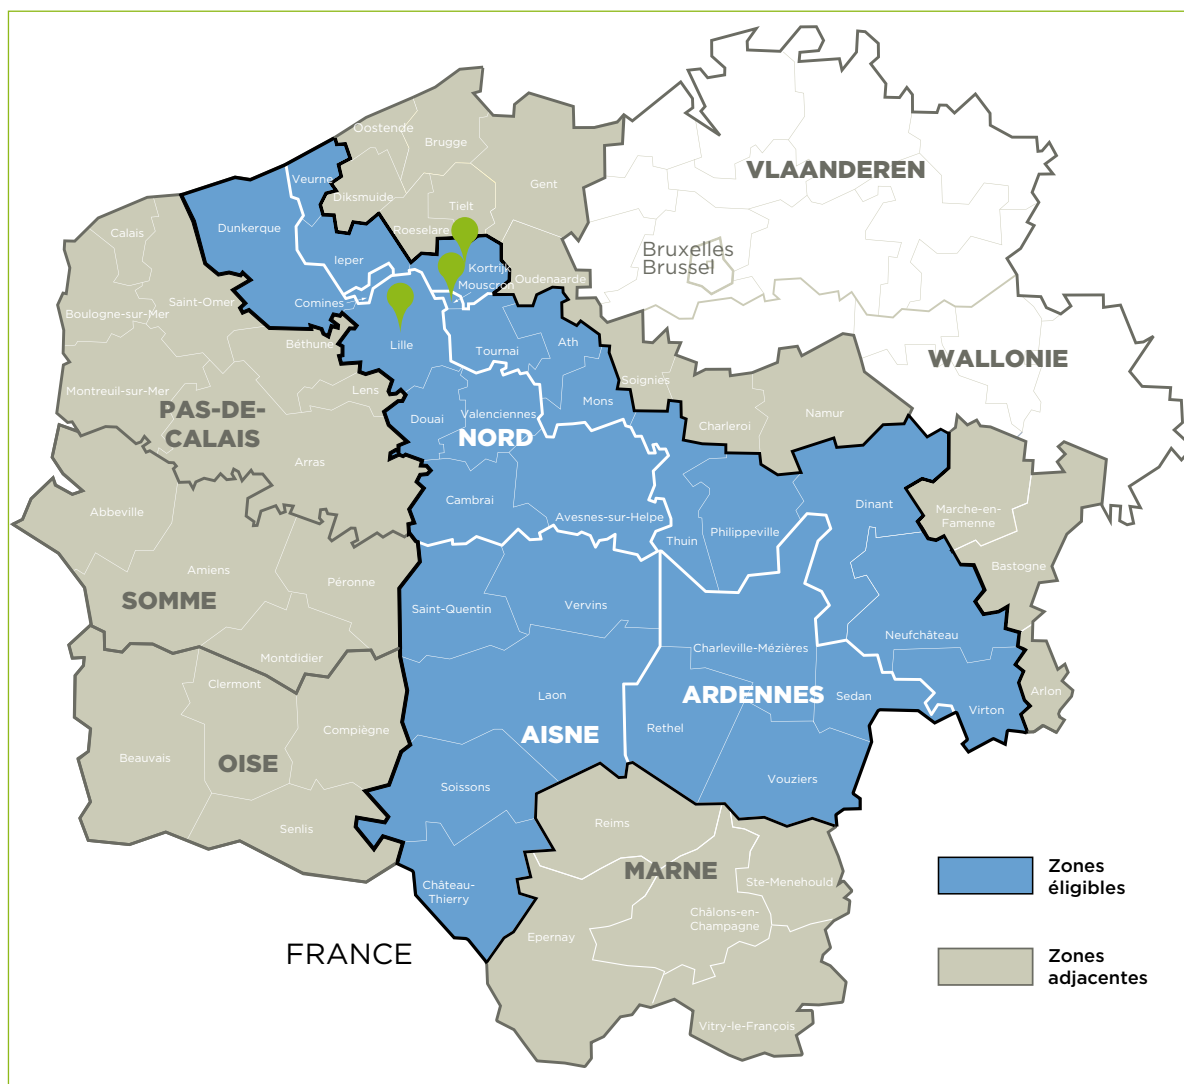 Oostende
Brugge
VLAANDEREN
Veurne
Diksmuide
Gent
Tielt
Dunkerque
Calais
Roeselare
Ieper
Bruxelles
Brussel
Kortrijk
Oudenaarde
Mouscron
Saint-Omer
Comines
Boulogne-sur-Mer
Béthune
Lille
Tournai
Ath
WALLONIE
Soignies
Montreuil-sur-Mer
Lens
Mons
PAS-DE-
CALAIS
Douai
Valenciennes
Charleroi
Namur
NORD
Arras
Cambrai
Dinant
Abbeville
Avesnes-sur-Helpe
Marche-en-
Famenne
Thuin
Philippeville
Amiens
Péronne
Bastogne
SOMME
Saint-Quentin
Vervins
Neufchâteau
Montdidier
Charleville-Mézières
Clermont
Laon
ARDENNES
Sedan
Arlon
Virton
Compiègne
Rethel
AISNE
Beauvais
OISE
Soissons
Vouziers
Senlis
Reims
MARNE
Ste-Menehould
Château-
Thierry
Châlons-en-
Champagne
Epernay
FRANCE
Vitry-le-François
Zones
éligibles
Zones
adjacentes